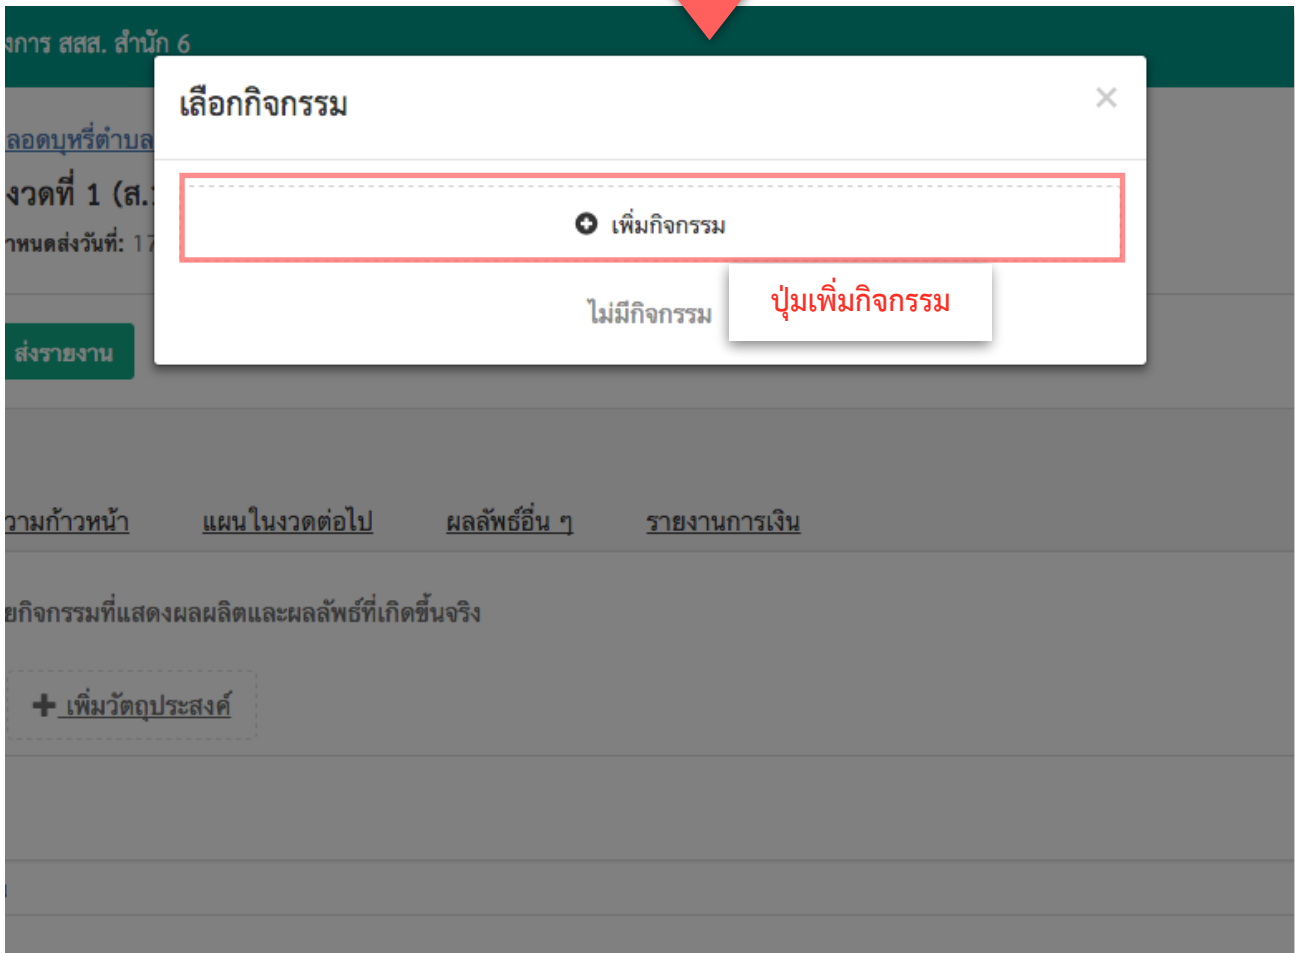 งการ สสส. สำนัก 6
เลือกกิจกรรม
×
ลอดบุหรี่ตำบล
งวดที่ 1 (ส.
ำหนดส่งวันที่: 17
เพิ่มกิจกรรม
ปุ่มเพิ่มกิจกรรม
ไม่มีกิจกรรม
ส่งรายงาน
วามก้าวหน้า แผนในงวดต่อไป ผลลัพธ์อื่น ๆ รายงานการเงิน
ยกิจกรรมที่แสดงผลผลิตและผลลัพธ์ที่เกิดขึ้นจริง
+ เพิ่มวัตถุประสงค์